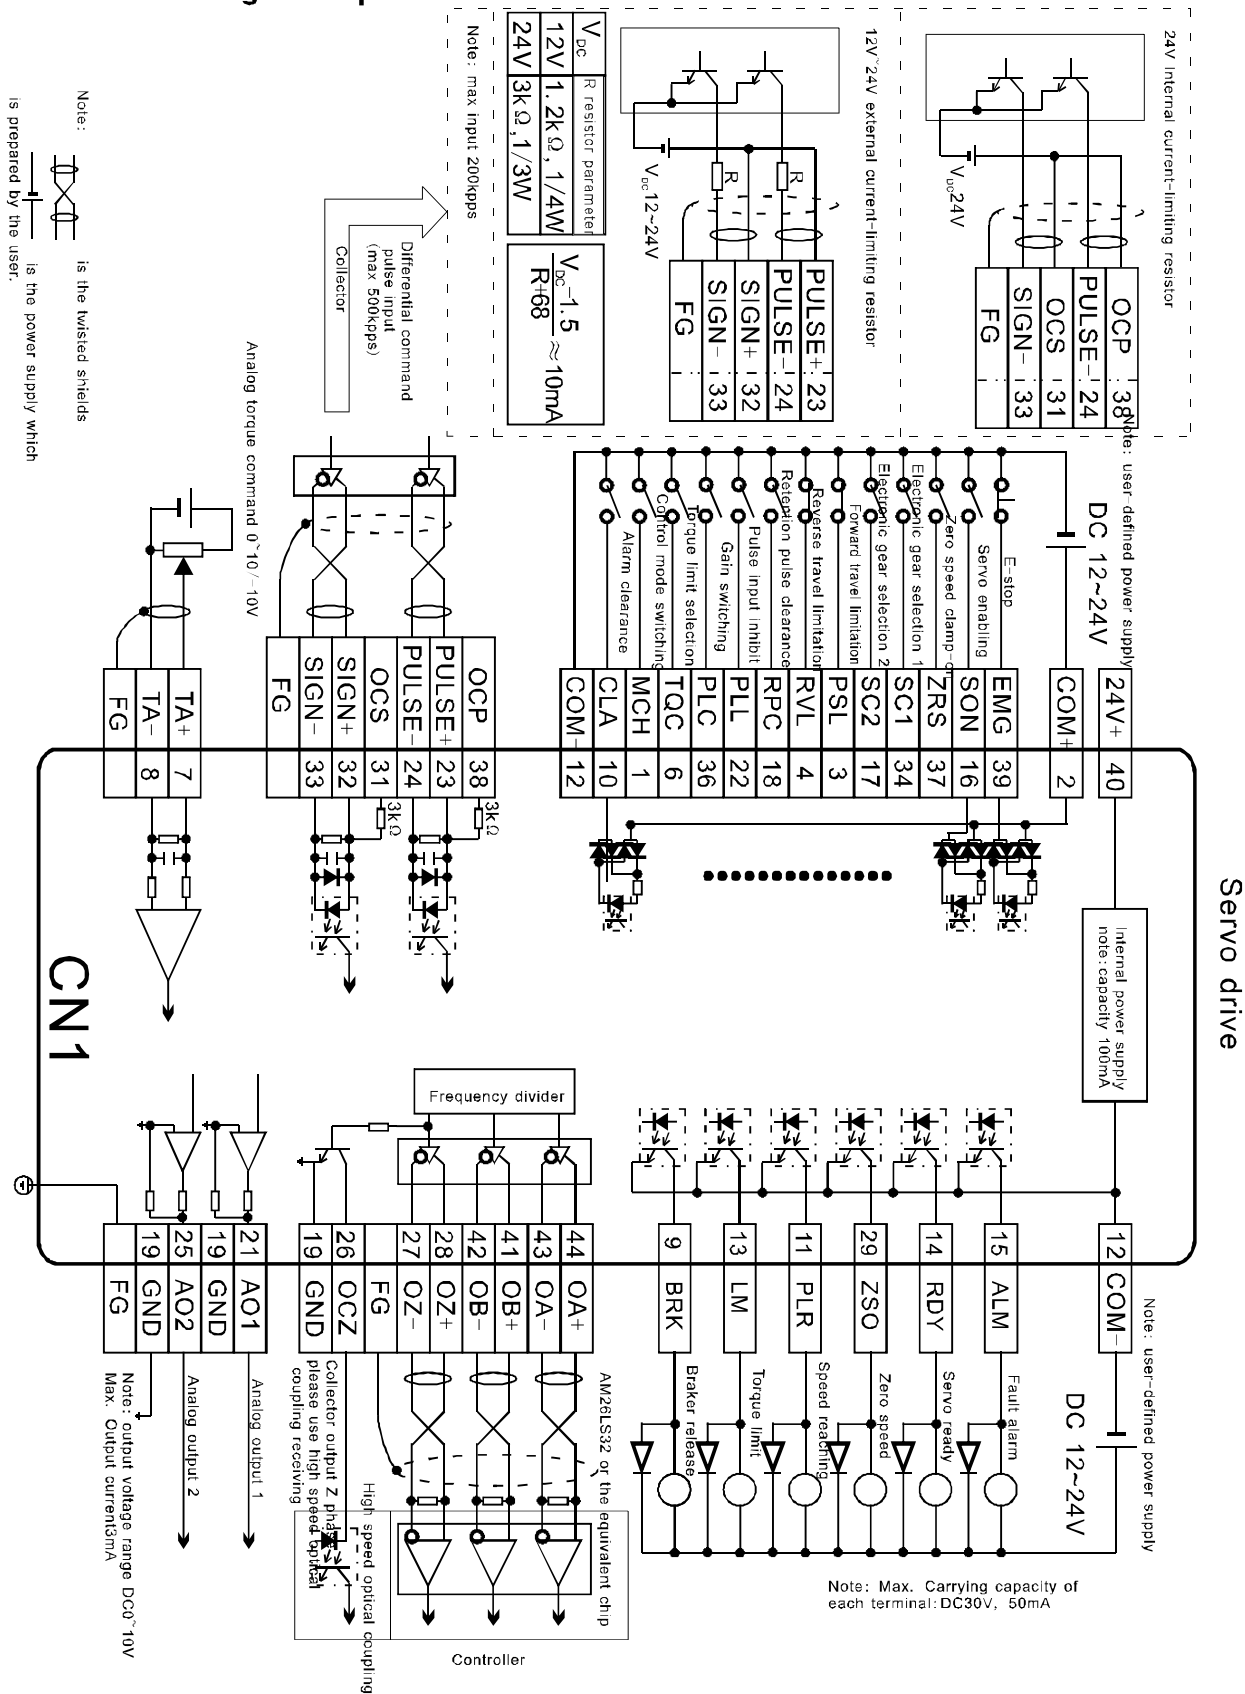 24V Internal current-limiting resistor
V DC 24V
OCP 38
PULSE- 24
OCS 31
SIGN- 33
FG
12V~24V external current-limiting resistor
R
R
V DC 12~24V
PULSE+ 23
PULSE- 24
SIGN+ 32
SIGN- 33
FG
V DC R resistor parameter
12V 1.2kΩ,1/4W
24V 3kΩ,1/3W
V DC -1.5
R+68
≈10mA
Note: max input 200kpps
Differential command
pulse input
(max 500kpps)
Collector
Note:
is the twisted shields
is the power supply which
is prepared by the user.
Note: user-defined power supply
DC 12~24V
E-stop
Servo enabling
Zero speed clamp-on
Electronic gear selection 1
Electronic gear selection 2
Forward travel limitation
Reverse travel limitation
Retention pulse clearance
Pulse input inhibit
Gain switching
Torque limit selection
Control mode switching
Alarm clearance
Analog torque command 0~10/-10V
24V+ 40
COM+ 2
EMG 39
SON 16
ZRS 37
SC1 34
SC2 17
PSL 3
RVL 4
RPC 18
PLL 22
PLC 36
TQC 6
MCH 1
CLA 10
COM- 12
OCP 38
PULSE+ 23
PULSE- 24
OCS 31
SIGN+ 32
SIGN- 33
FG
TA+ 7
TA- 8
FG
3kΩ
3kΩ
Servo drive
Internal power supply
note:capacity 100mA
CN1
Frequency divider
12 COM-
15 ALM
14 RDY
29 ZSO
11 PLR
13 LM
9 BRK
44 OA+
43 OA-
41 OB+
42 OB-
28 OZ+
27 OZ-
FG
26 OCZ
19 GND
21 AO1
19 GND
25 AO2
19 GND
FG
Note: user-defined power supply
DC 12~24V
Fault alarm
Servo ready
Zero speed
Speed reaching
Torque limit
Braker release
AM26LS32 or the equivalent chip
High speed optical coupling
Collector output Z phase,
please use high speed optical
coupling receiving
Analog output 1
Analog output 2
Note: output voltage range DC0~10V
Max. Output current3mA
Note: Max. Carrying capacity of
each terminal:DC30V, 50mA
Controller